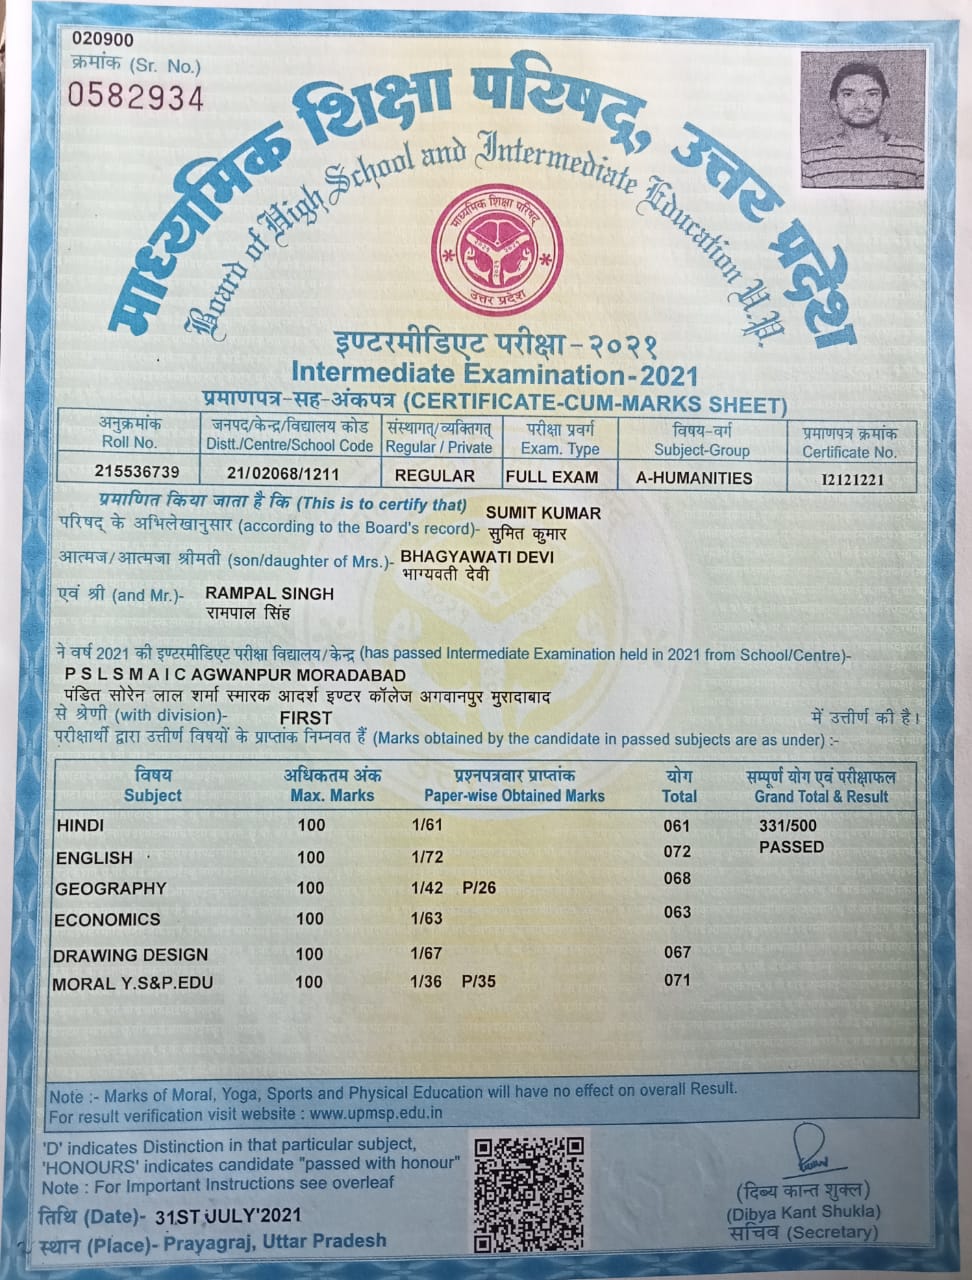 020900
क्रमांक (Sr. No.)
0582934
माध्यमिक शिक्षा परिषद्, उत्तर प्रदेश
Board of High School and Intermediate Education U.P.
माध्यमिक शिक्षा परिषद्
उत्तर प्रदेश
इण्टरमीडिएट परीक्षा - २०२१
Intermediate Examination-2021
प्रमाणपत्र-सह-अंकपत्र (CERTIFICATE-CUM-MARKS SHEET)
अनुक्रमांक जनपद/केन्द्र/विद्यालय कोड संस्थागत/व्यक्तिगत परीक्षा प्रवर्ग विषय-वर्ग प्रमाणपत्र क्रमांक
Roll No. Distt./Centre/School Code Regular / Private Exam. Type Subject-Group Certificate No.
215536739 21/02068/1211 REGULAR FULL EXAM A-HUMANITIES I2121221
प्रमाणित किया जाता है कि (This is to certify that) SUMIT KUMAR
परिषद् के अभिलेखानुसार (according to the Board's record)- सुमित कुमार
आत्मज/आत्मजा श्रीमती (son/daughter of Mrs.)- BHAGYAWATI DEVI
भाग्यवती देवी
एवं श्री (and Mr.)- RAMPAL SINGH
रामपाल सिंह
ने वर्ष 2021 की इण्टरमीडिएट परीक्षा विद्यालय/केन्द्र (has passed Intermediate Examination held in 2021 from School/Centre)-
P S L S M A I C AGWANPUR MORADABAD
पंडित सोरेन लाल शर्मा स्मारक आदर्श इण्टर कॉलेज अगवानपुर मुरादाबाद
से श्रेणी (with division)- FIRST में उत्तीर्ण की है।
परीक्षार्थी द्वारा उत्तीर्ण विषयों के प्राप्तांक निम्नवत हैं (Marks obtained by the candidate in passed subjects are as under) :-
विषय अधिकतम अंक प्रश्नपत्रवार प्राप्तांक योग सम्पूर्ण योग एवं परीक्षाफल
Subject Max. Marks Paper-wise Obtained Marks Total Grand Total & Result
HINDI 100 1/61 061 331/500
PASSED
ENGLISH 100 1/72 072
GEOGRAPHY 100 1/42 P/26 068
ECONOMICS 100 1/63 063
DRAWING DESIGN 100 1/67 067
MORAL Y.S&P.EDU 100 1/36 P/35 071
Note :- Marks of Moral, Yoga, Sports and Physical Education will have no effect on overall Result.
For result verification visit website : www.upmsp.edu.in
'D' indicates Distinction in that particular subject,
'HONOURS' indicates candidate "passed with honour"
Note : For Important Instructions see overleaf
तिथि (Date)- 31ST JULY'2021
स्थान (Place)- Prayagraj, Uttar Pradesh
(दिब्य कान्त शुक्ल)
(Dibya Kant Shukla)
सचिव (Secretary)